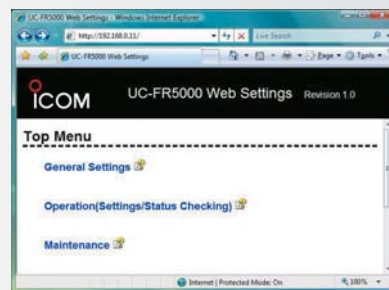 UC-FR5000 Web Settings - Windows Internet Explorer
http://192.168.0.11/
Live Search
UC-FR5000 Web Settings
Page
Tools
ICOM UC-FR5000 Web Settings Revision 1.0
Top Menu
General Settings
Operation(Settings/Status Checking)
Maintenance
Internet | Protected Mode: On
100%